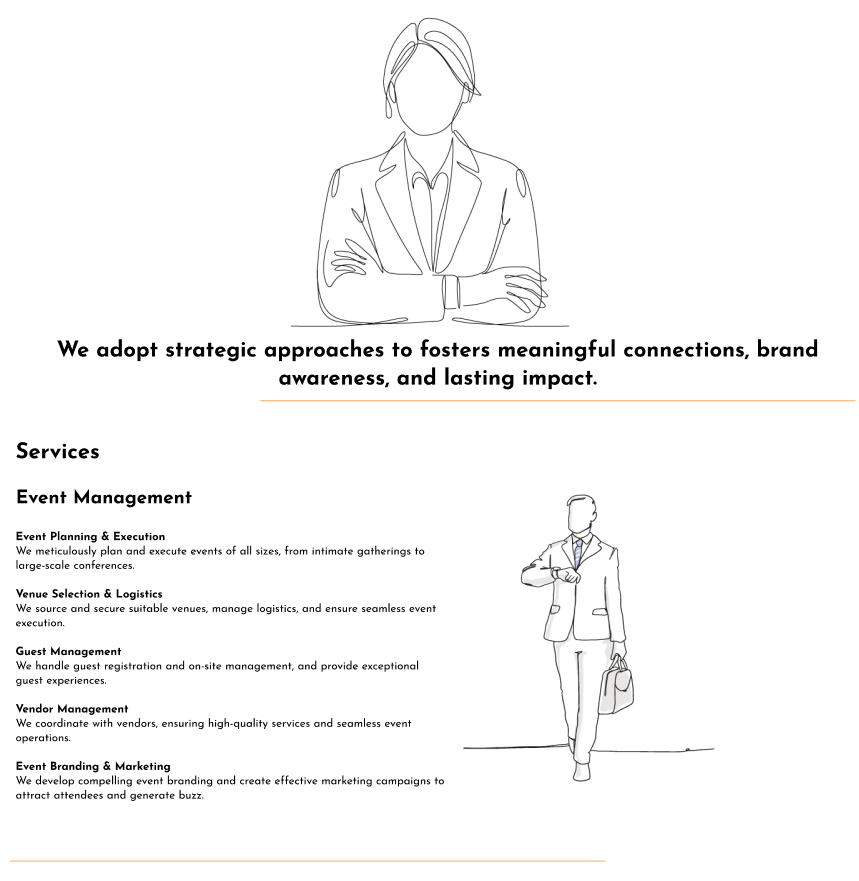 We adopt strategic approaches to fosters meaningful connections, brand
awareness, and lasting impact.
Services
Event Management
Event Planning & Execution
We meticulously plan and execute events of all sizes, from intimate gatherings to
large-scale conferences.
Venue Selection & Logistics
We source and secure suitable venues, manage logistics, and ensure seamless event
execution.
Guest Management
We handle guest registration and on-site management, and provide exceptional
guest experiences.
Vendor Management
We coordinate with vendors, ensuring high-quality services and seamless event
operations.
Event Branding & Marketing
We develop compelling event branding and create effective marketing campaigns to
attract attendees and generate buzz.